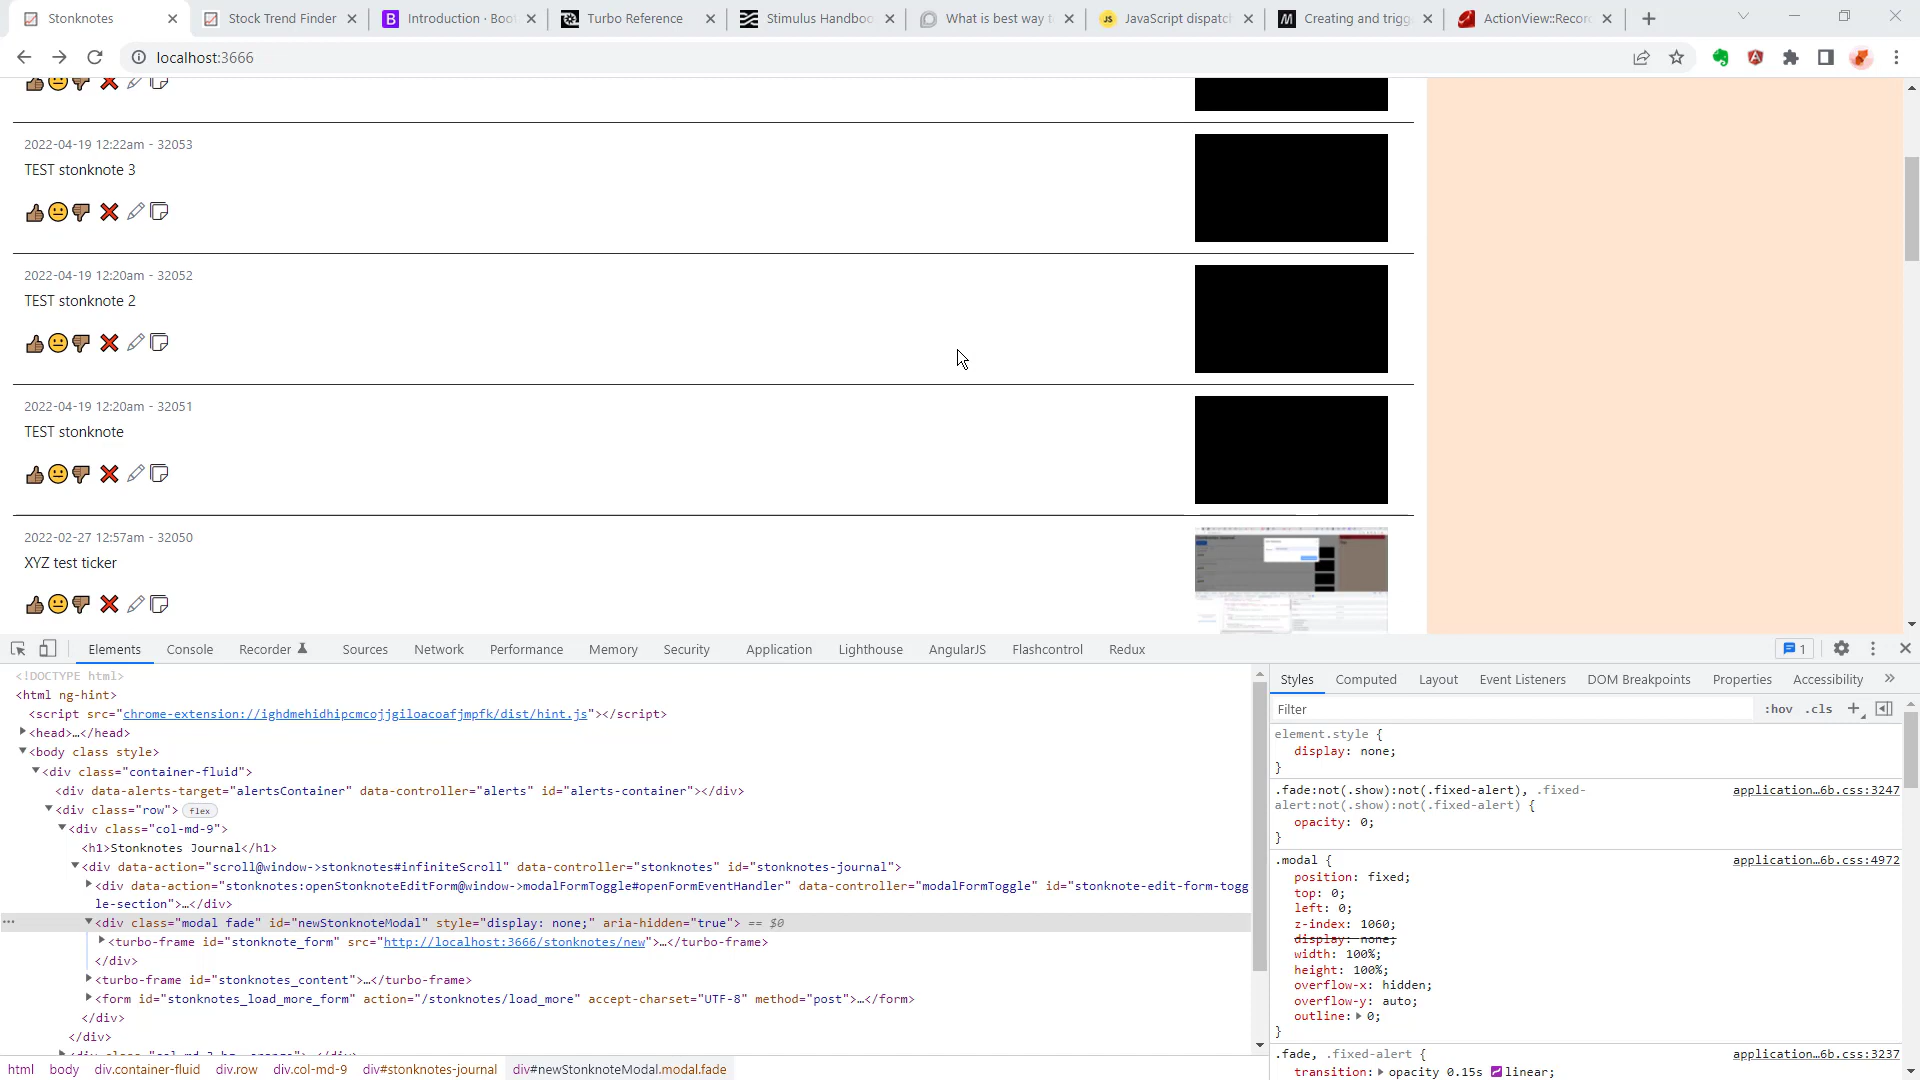 Stonknotes
Stock Trend Finder
Introduction · Boo
Turbo Reference
Stimulus Handboo
What is best way t
JavaScript dispatc
Creating and trigg
ActionView::Recor
localhost:3666
2022-04-19 12:22am - 32053
TEST stonknote 3
2022-04-19 12:20am - 32052
TEST stonknote 2
2022-04-19 12:20am - 32051
TEST stonknote
2022-02-27 12:57am - 32050
XYZ test ticker
Elements Console Recorder Sources Network Performance Memory Security Application Lighthouse AngularJS Flashcontrol Redux 1
<!DOCTYPE html>
<html ng-hint>
<script src="chrome-extension://ighdmehidhipcmcojjgiloacoafjmpfk/dist/hint.js"></script>
<head>…</head>
<body class style>
<div class="container-fluid">
<div data-alerts-target="alertsContainer" data-controller="alerts" id="alerts-container"></div>
<div class="row"> flex
<div class="col-md-9">
<h1>Stonknotes Journal</h1>
<div data-action="scroll@window->stonknotes#infiniteScroll" data-controller="stonknotes" id="stonknotes-journal">
<div data-action="stonknotes:openStonknoteEditForm@window->modalFormToggle#openFormEventHandler" data-controller="modalFormToggle" id="stonknote-edit-form-togg
le-section">…</div>
<div class="modal fade" id="newStonknoteModal" style="display: none;" aria-hidden="true"> == $0
<turbo-frame id="stonknote_form" src="http://localhost:3666/stonknotes/new">…</turbo-frame>
</div>
<turbo-frame id="stonknotes_content">…</turbo-frame>
<form id="stonknotes_load_more_form" action="/stonknotes/load_more" accept-charset="UTF-8" method="post">…</form>
</div>
</div>
html body div.container-fluid div.row div.col-md-9 div#stonknotes-journal div#newStonknoteModal.modal.fade
Styles Computed Layout Event Listeners DOM Breakpoints Properties Accessibility »
Filter :hov .cls +
element.style {
display: none;
}
.fade:not(.show):not(.fixed-alert), .fixed- application…6b.css:3247
alert:not(.show):not(.fixed-alert) {
opacity: 0;
}
.modal { application…6b.css:4972
position: fixed;
top: 0;
left: 0;
z-index: 1060;
display: none;
width: 100%;
height: 100%;
overflow-x: hidden;
overflow-y: auto;
outline: 0;
}
.fade, .fixed-alert { application…6b.css:3237
transition: opacity 0.15s linear;